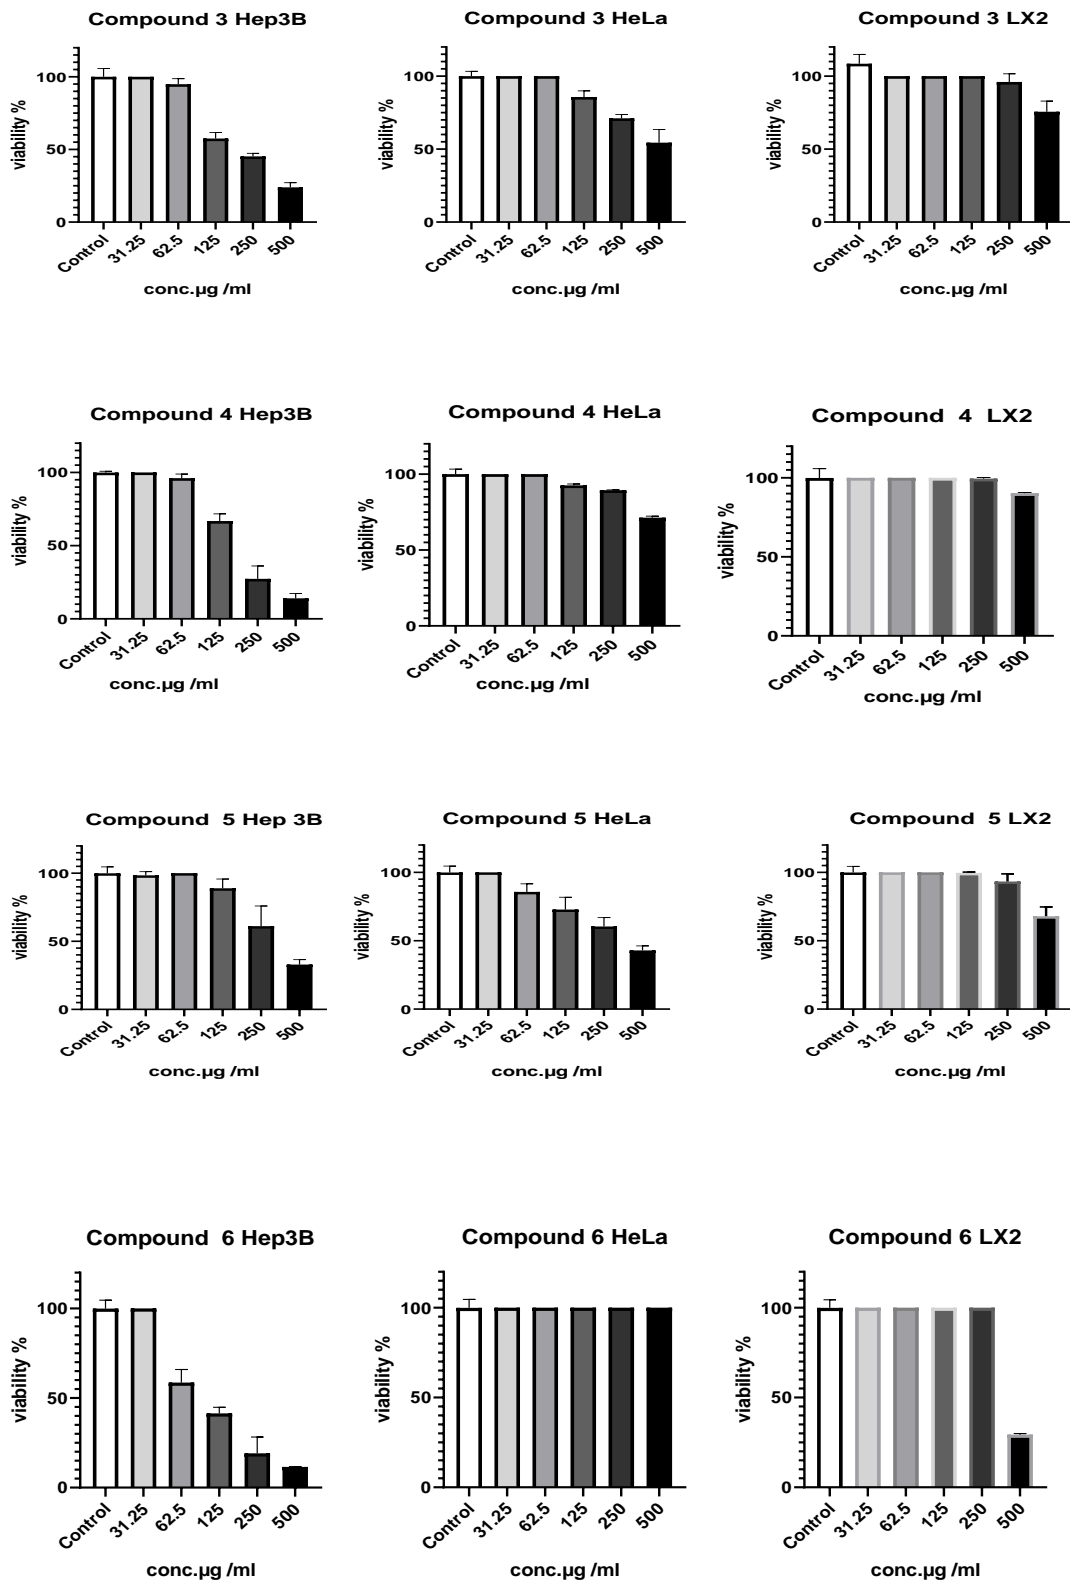 Compound 3 Hep3B
Compound 3 HeLa
Compound 3 LX2
viability %
100
50
0
Control
31.25
62.5
125
250
500
conc.µg /ml
viability %
100
50
0
Control
31.25
62.5
125
250
500
conc.µg /ml
viability %
100
50
0
Control
31.25
62.5
125
250
500
conc.µg /ml
Compound 4 Hep3B
Compound 4 HeLa
Compound 4 LX2
viability %
100
50
0
Control
31.25
62.5
125
250
500
conc.µg /ml
viability %
100
50
0
Control
31.25
62.5
125
250
500
conc.µg /ml
viability %
100
50
0
Control
31.25
62.5
125
250
500
conc.µg /ml
Compound 5 Hep 3B
Compound 5 HeLa
Compound 5 LX2
viability %
100
50
0
Control
31.25
62.5
125
250
500
conc.µg /ml
viability %
100
50
0
Control
31.25
62.5
125
250
500
conc.µg /ml
viability %
100
50
0
Control
31.25
62.5
125
250
500
conc.µg /ml
Compound 6 Hep3B
Compound 6 HeLa
Compound 6 LX2
viability %
100
50
0
Control
31.25
62.5
125
250
500
conc.µg /ml
viability %
100
50
0
Control
31.25
62.5
125
250
500
conc.µg /ml
viability %
100
50
0
Control
31.25
62.5
125
250
500
conc.µg /ml